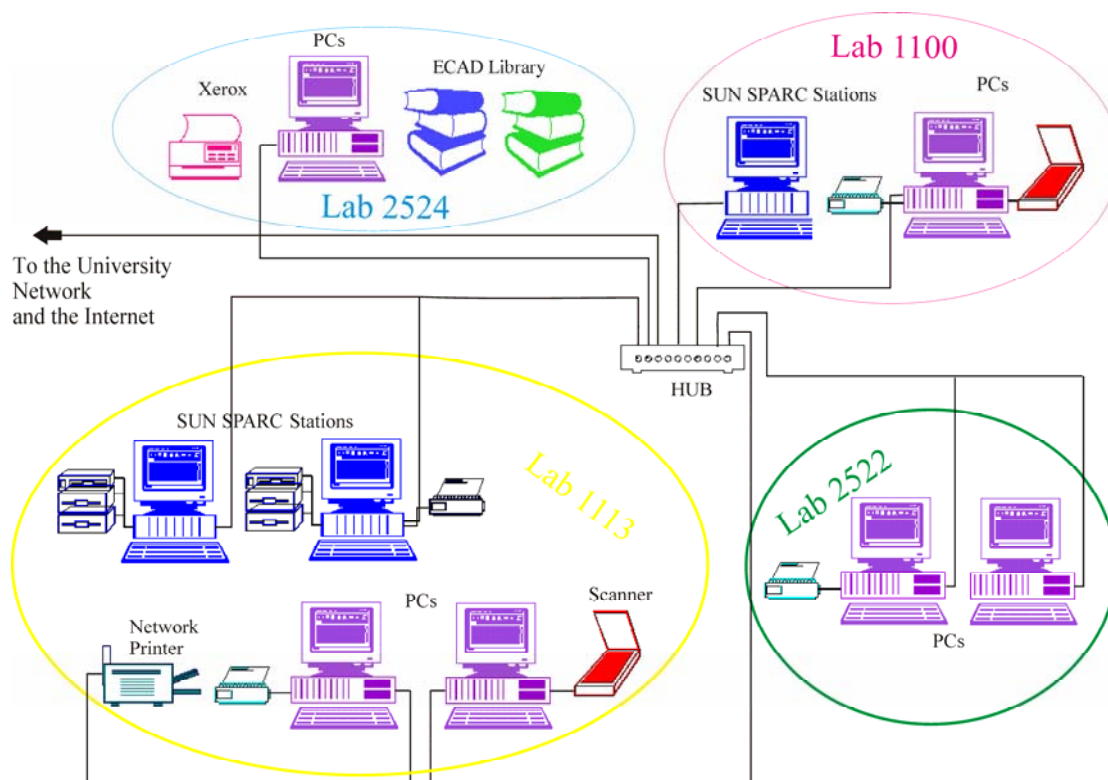 PCs
ECAD Library
Xerox
Lab 2524
Lab 1100
SUN SPARC Stations
PCs
To the University
Network
and the Internet
HUB
SUN SPARC Stations
Lab 1113
Lab 2522
PCs
PCs
Scanner
Network
Printer